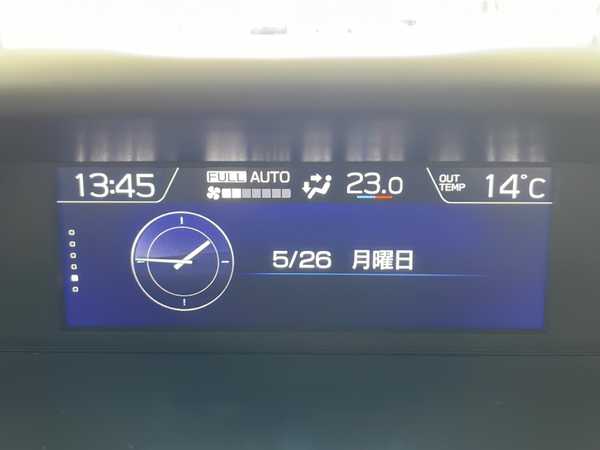 13:45 FULL AUTO 23.0 OUT TEMP 14°C
5/26 月曜日